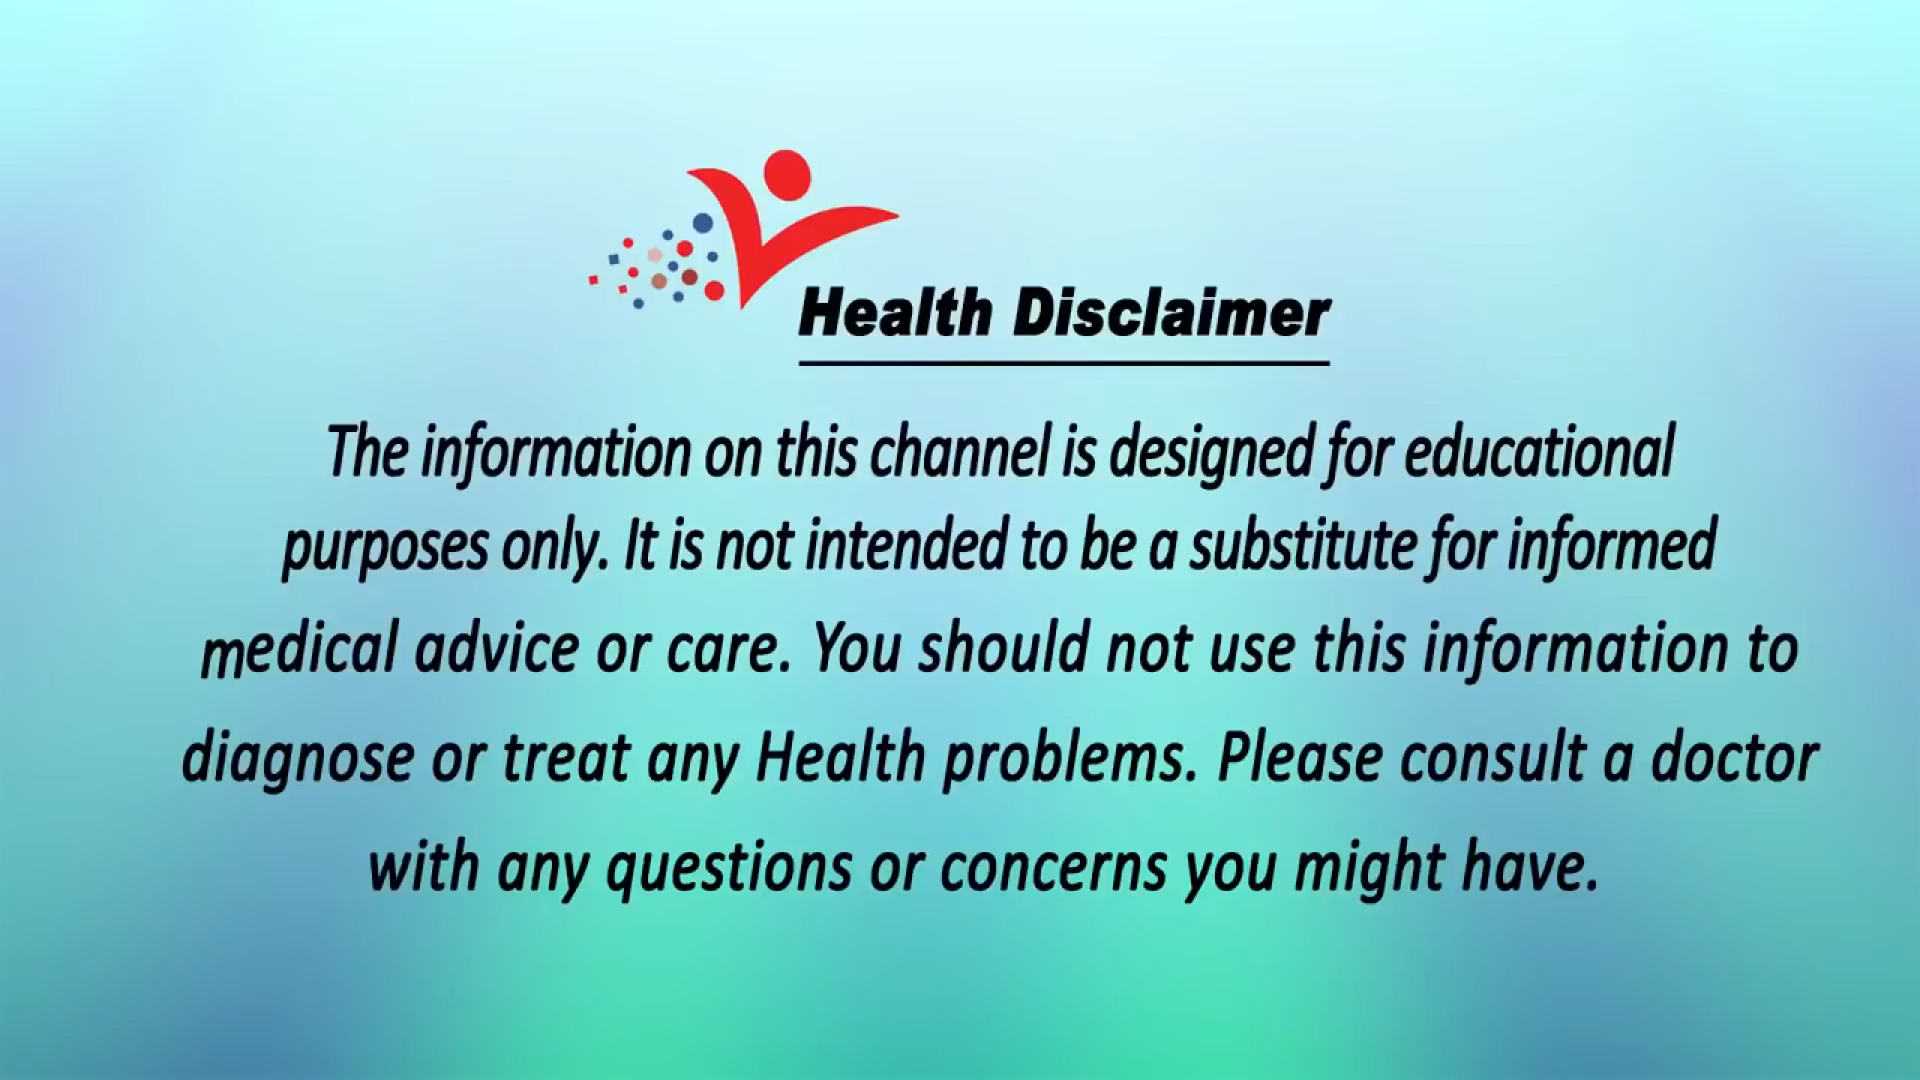 Health Disclaimer
The information on this channel is designed for educational
purposes only. It is not intended to be a substitute for informed
medical advice or care. You should not use this information to
diagnose or treat any Health problems. Please consult a doctor
with any questions or concerns you might have.